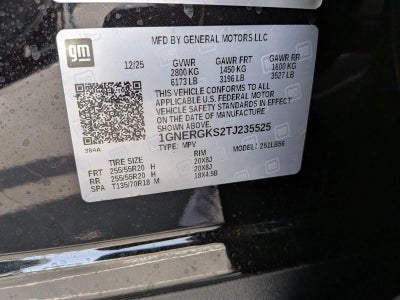 gm
MFD BY GENERAL MOTORS LLC
12/25 GVWR GAWR FRT GAWR RR
2800 KG 1450 KG 1600 KG
6173 LB 3196 LB 3527 LB
THIS VEHICLE CONFORMS TO ALL
APPLICABLE U.S. FEDERAL MOTOR
VEHICLE SAFETY STANDARDS IN EFFECT ON
THE DATE OF MANUFACTURE SHOWN ABOVE.
1GNERGKS2TJ235525
384A TYPE: MPV MODEL: 251LB56
TIRE SIZE RIM
FRT 255/55R20 H 20X8J
RR 255/55R20 H 20X8J
SPA T135/70R18 M 18X4.5B